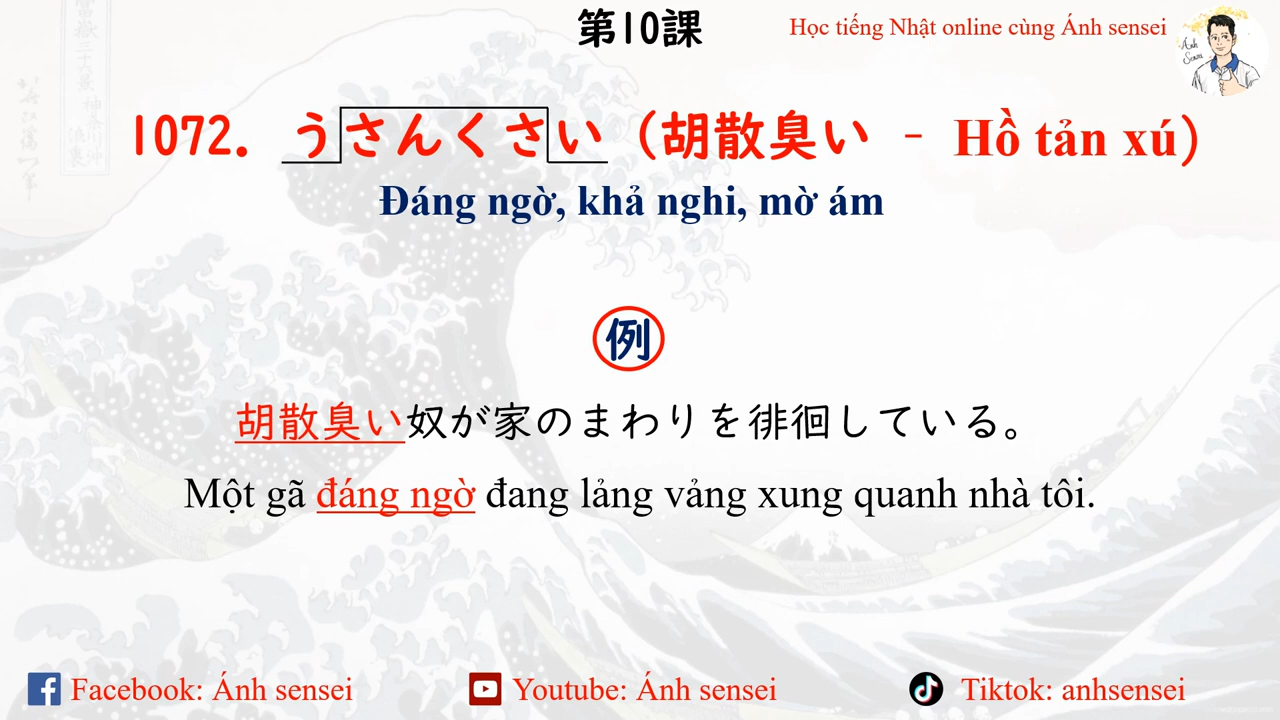 第10課
Học tiếng Nhật online cùng Ánh sensei
Ánh Sensei
1072. うさんくさい (胡散臭い - Hồ tản xú)
Đáng ngờ, khả nghi, mờ ám
例
胡散臭い奴が家のまわりを徘徊している。
Một gã đáng ngờ đang lảng vảng xung quanh nhà tôi.
Facebook: Ánh sensei
Youtube: Ánh sensei
Tiktok: anhsensei